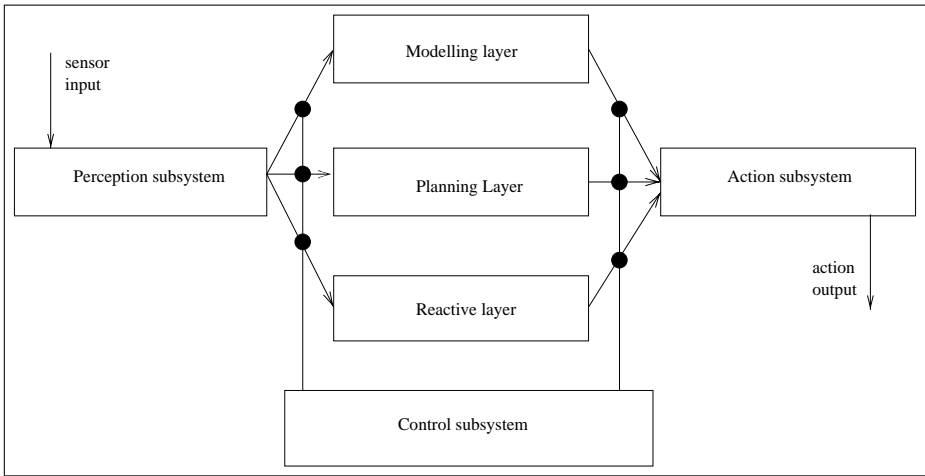 sensor
input
Perception subsystem
Modelling layer
Planning Layer
Reactive layer
Control subsystem
Action subsystem
action
output